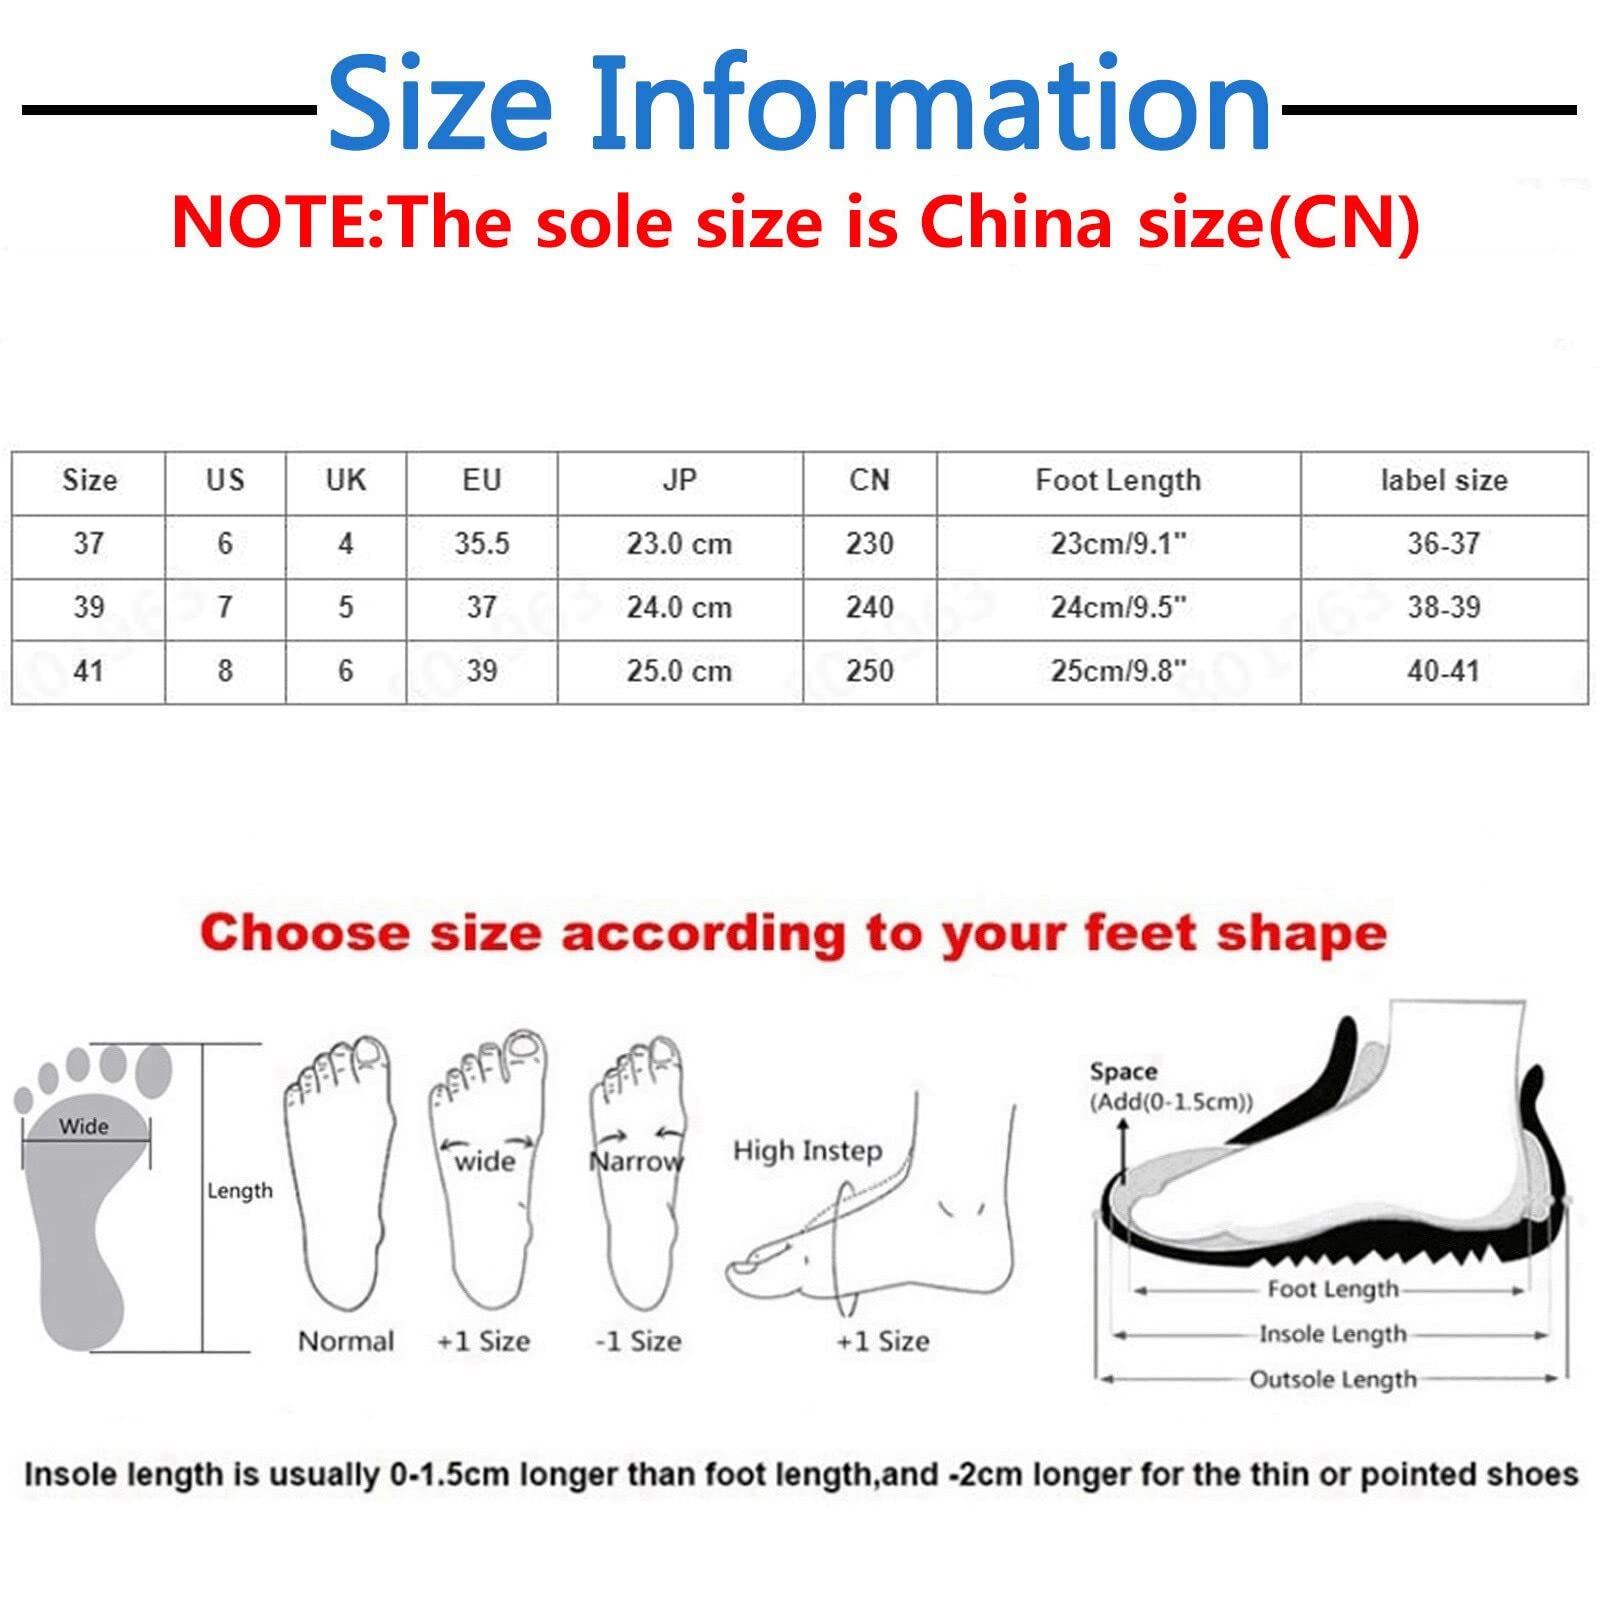 Size Information
NOTE:The sole size is China size(CN)
Size US UK EU JP CN Foot Length label size
37 6 4 35.5 23.0 cm 230 23cm/9.1" 36-37
39 7 5 37 24.0 cm 240 24cm/9.5" 38-39
41 8 6 39 25.0 cm 250 25cm/9.8" 40-41
Choose size according to your feet shape
Wide
Length
Normal
wide
+1 Size
Narrow
-1 Size
High Instep
+1 Size
Space
(Add(0-1.5cm))
Foot Length
Insole Length
Outsole Length
Insole length is usually 0-1.5cm longer than foot length,and -2cm longer for the thin or pointed shoes